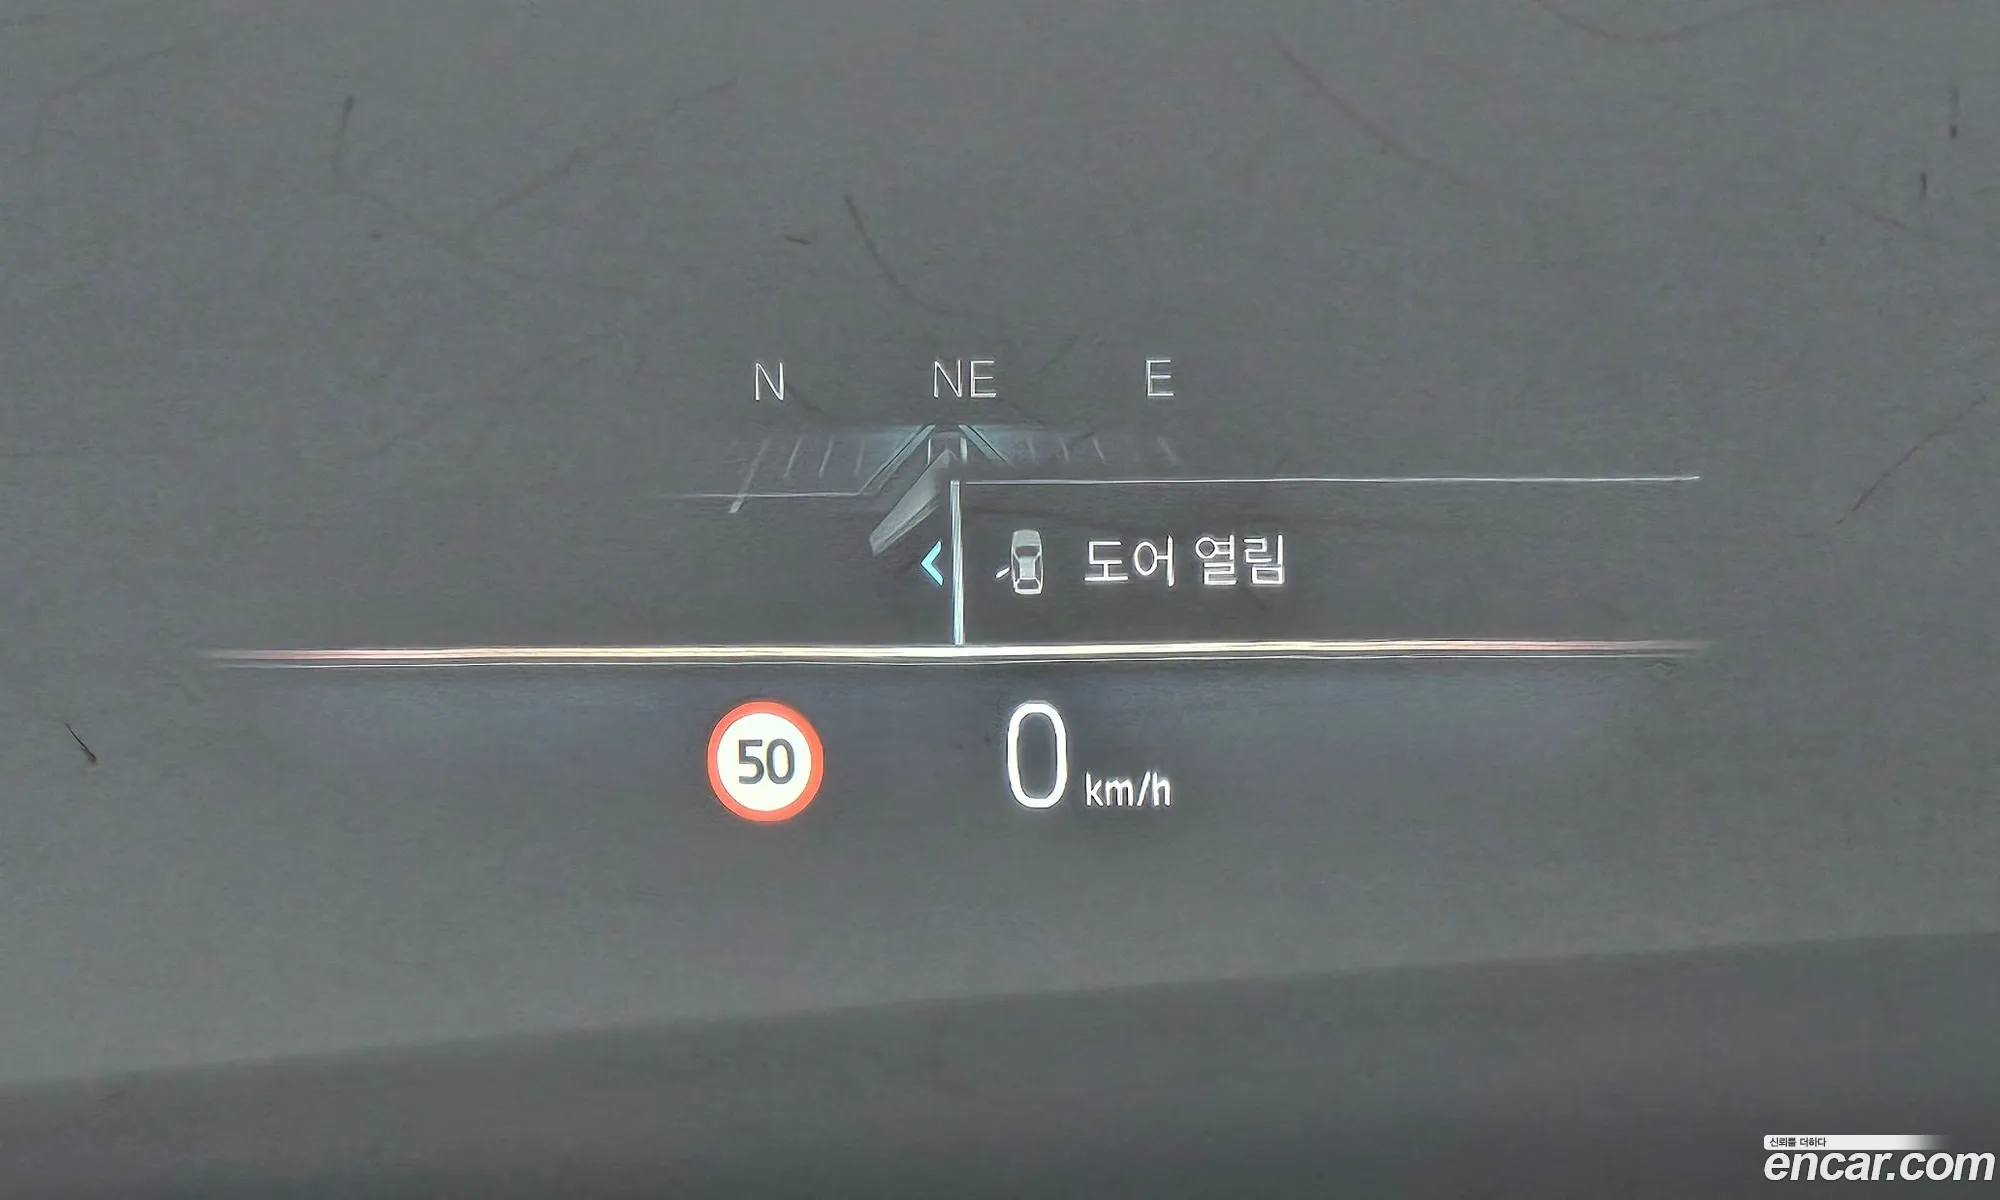 N NE E
도어 열림
50 0 km/h
신뢰를 더하다
encar.com